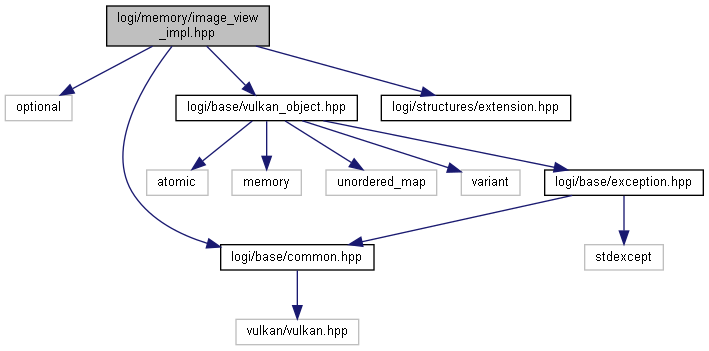 logi/memory/image_view
_impl.hpp
optional
logi/base/vulkan_object.hpp
logi/structures/extension.hpp
atomic
memory
unordered_map
variant
logi/base/exception.hpp
logi/base/common.hpp
stdexcept
vulkan/vulkan.hpp